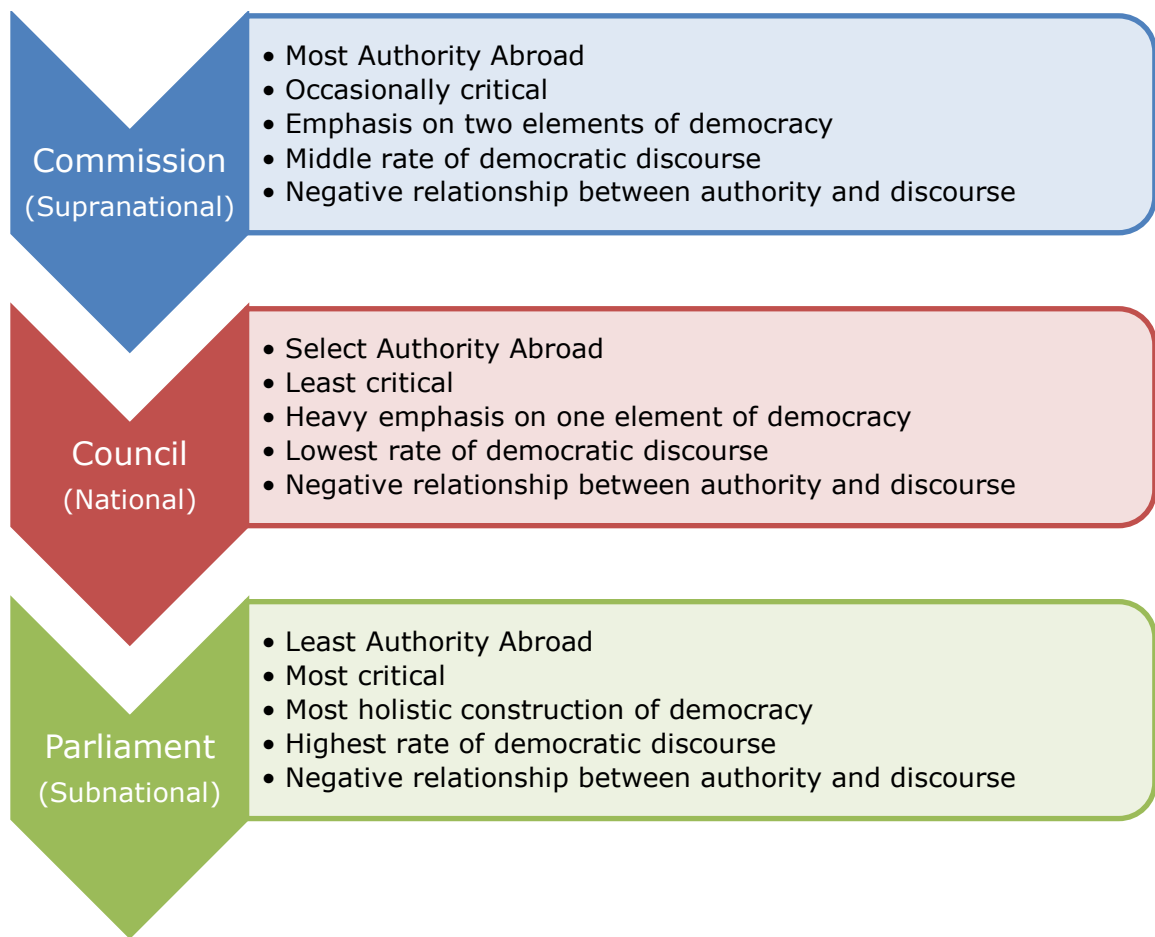 Commission
(Supranational)
• Most Authority Abroad
• Occasionally critical
• Emphasis on two elements of democracy
• Middle rate of democratic discourse
• Negative relationship between authority and discourse
Council
(National)
• Select Authority Abroad
• Least critical
• Heavy emphasis on one element of democracy
• Lowest rate of democratic discourse
• Negative relationship between authority and discourse
Parliament
(Subnational)
• Least Authority Abroad
• Most critical
• Most holistic construction of democracy
• Highest rate of democratic discourse
• Negative relationship between authority and discourse